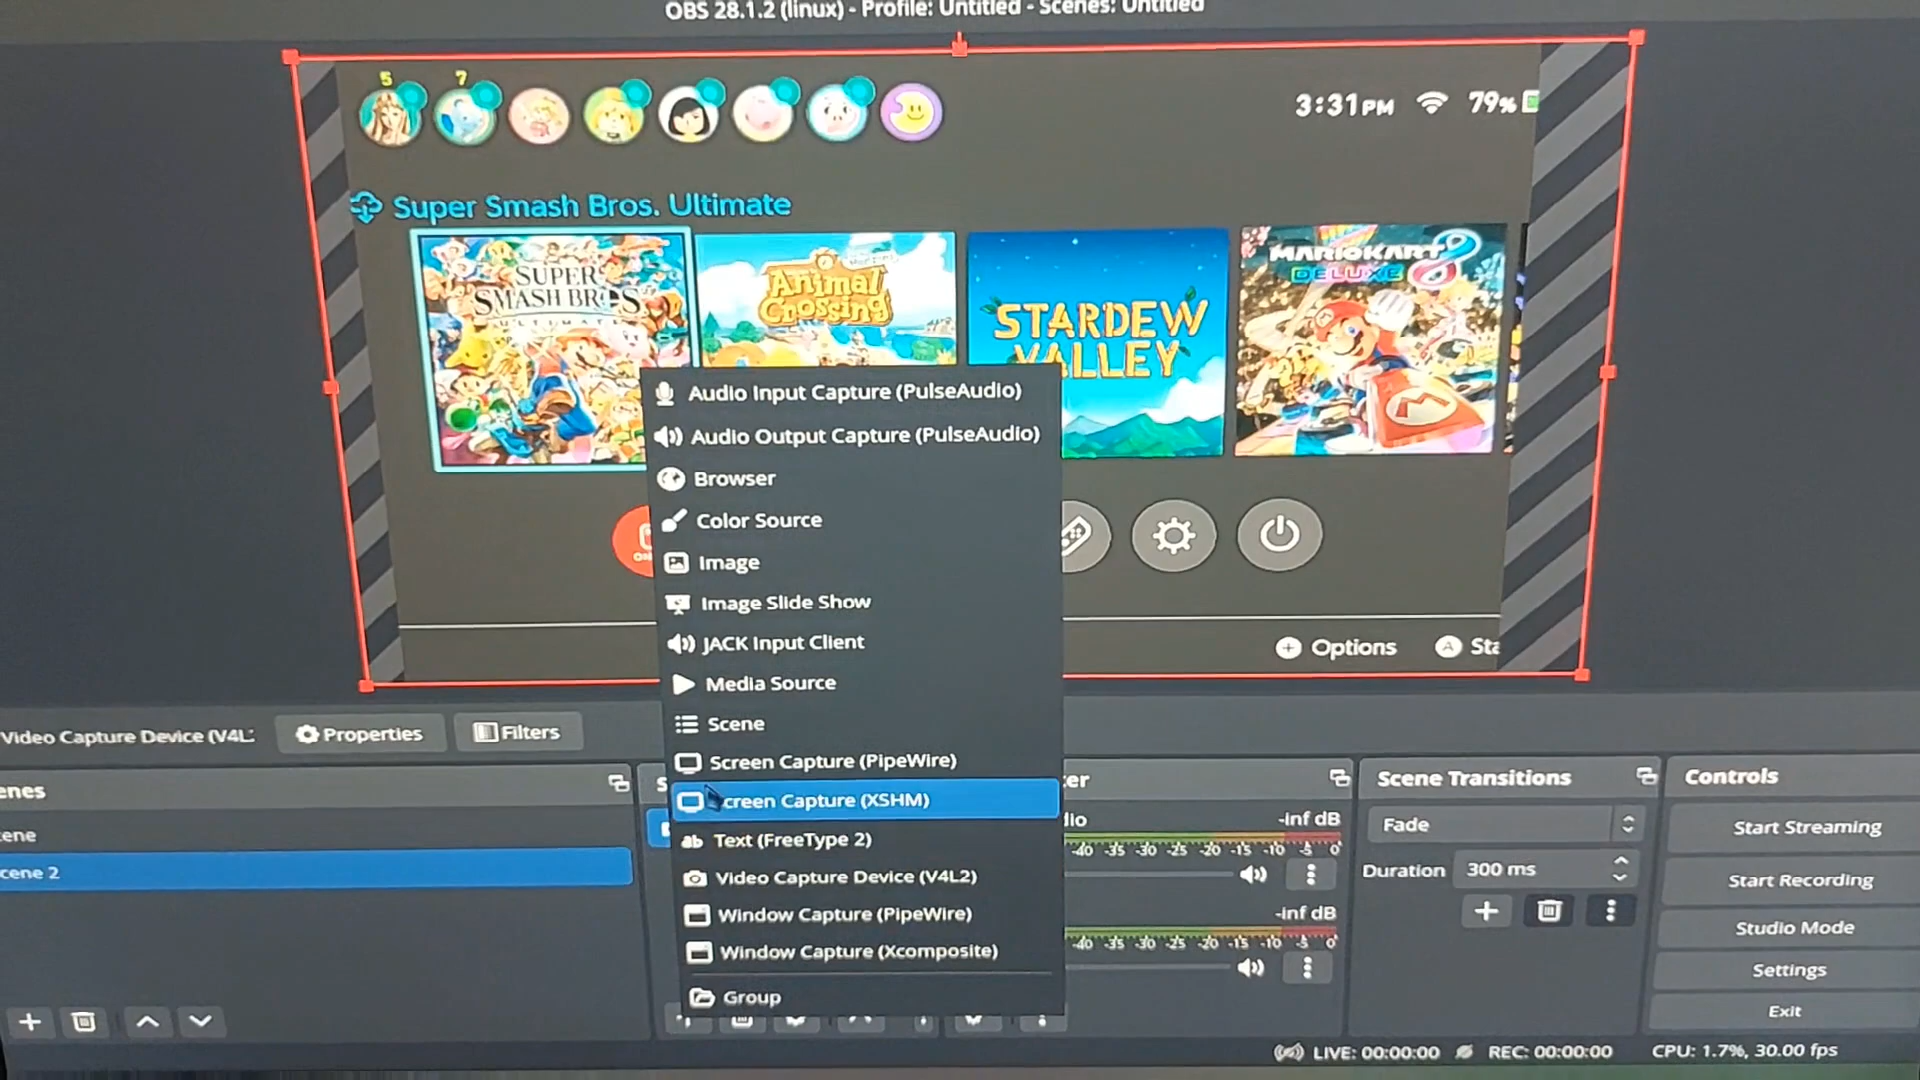 OBS 28.1.2 (linux) - Profile: Untitled - Scenes: Untitled
5 7
3:31PM 79%
Super Smash Bros. Ultimate
SUPER
SMASH BROS
ULTIMATE
Animal
Crossing
STARDEW
VALLEY
MARIOKART 8
DELUXE
Audio Input Capture (PulseAudio)
Audio Output Capture (PulseAudio)
Browser
Color Source
Image
Image Slide Show
JACK Input Client
Media Source
Scene
Screen Capture (PipeWire)
creen Capture (XSHM)
Text (FreeType 2)
Video Capture Device (V4L2)
Window Capture (PipeWire)
Window Capture (Xcomposite)
Group
+ Options A Sta
Video Capture Device (V4L:
Properties
Filters
enes
cene
cene 2
S
er
dio -inf dB
-40 -35 -30 -25 -20 -15 -10 -5 0
-inf dB
-40 -35 -30 -25 -20 -15 -10 -5 0
Scene Transitions
Fade
Duration 300 ms
Controls
Start Streaming
Start Recording
Studio Mode
Settings
Exit
LIVE: 00:00:00 REC: 00:00:00 CPU: 1.7%, 30.00 fps